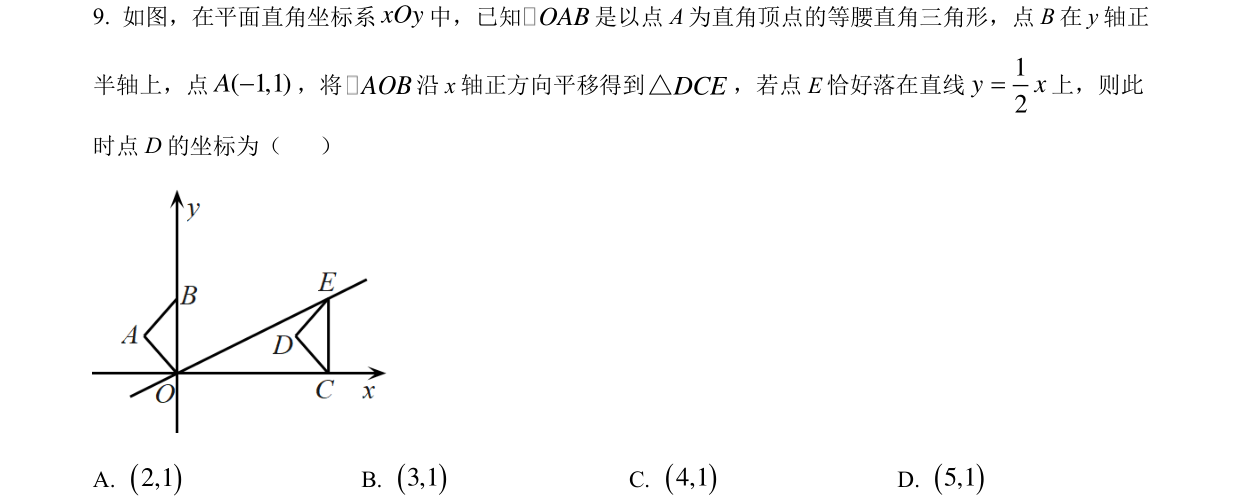 9. 如图，在平面直角坐标系 xOy 中，已知□OAB 是以点 A 为直角顶点的等腰直角三角形，点 B 在 y 轴正
半轴上，点 A(−1,1)，将□AOB 沿 x 轴正方向平移得到△DCE，若点 E 恰好落在直线 y = \frac{1}{2} x 上，则此
时点 D 的坐标为（ ）
y
E
B
A
D
O
C
x
A. (2,1) B. (3,1) C. (4,1) D. (5,1)